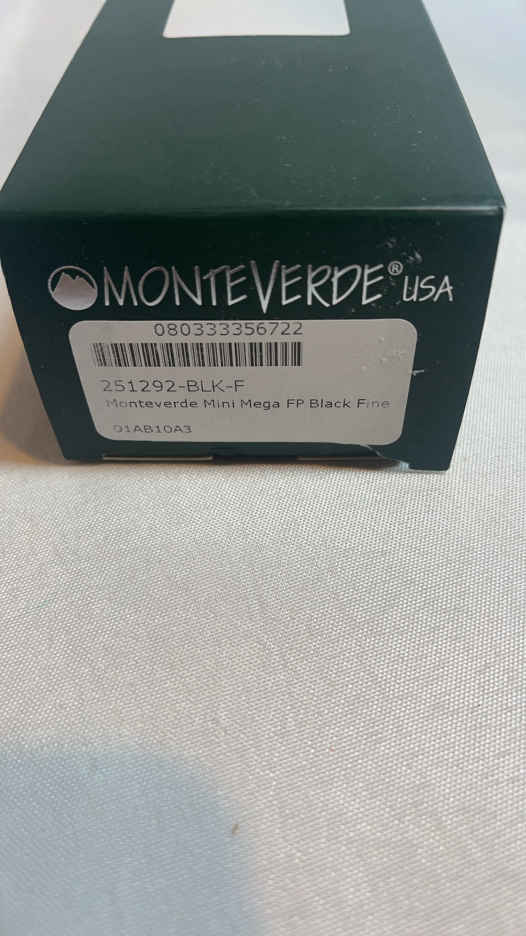 MONTEVERDE® USA
080333356722
251292-BLK-F
Monteverde Mini Mega FP Black Fine
01AB10A3